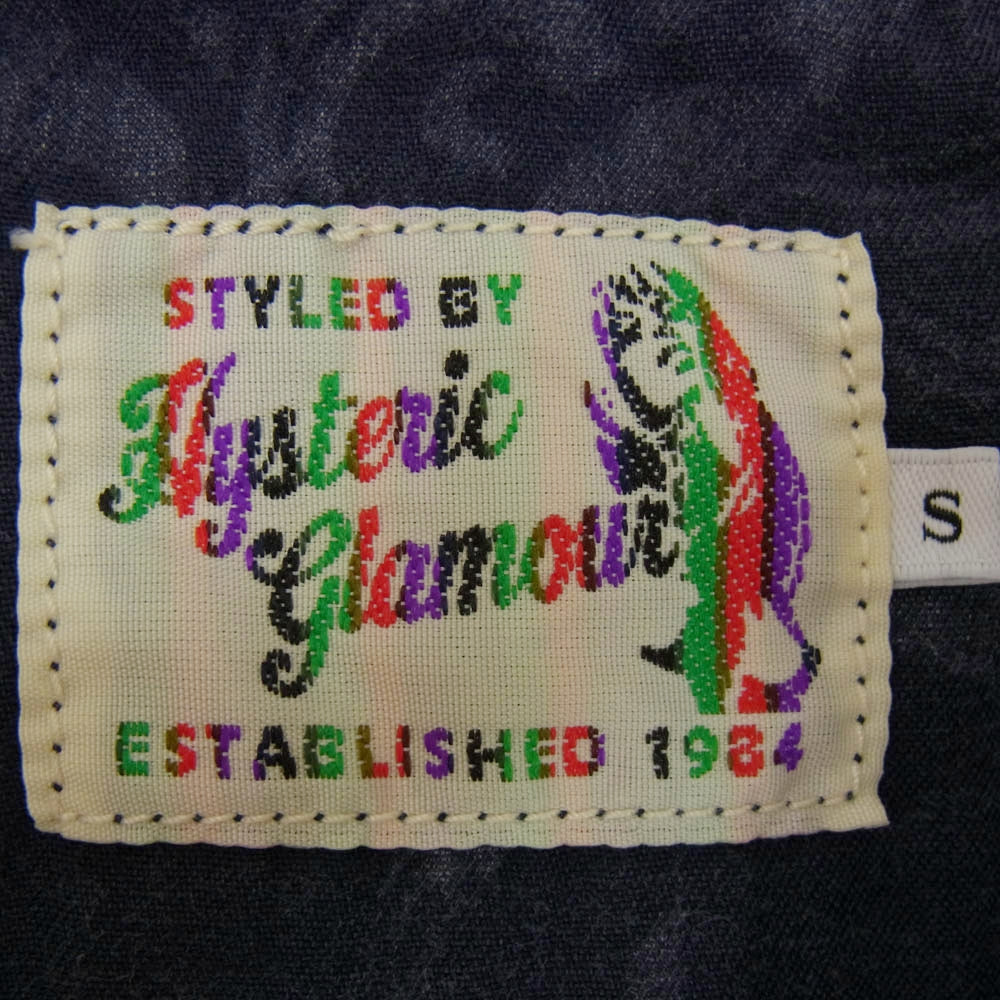 STYLED BY
Hysteric
Glamour
ESTABLISHED 1984
S